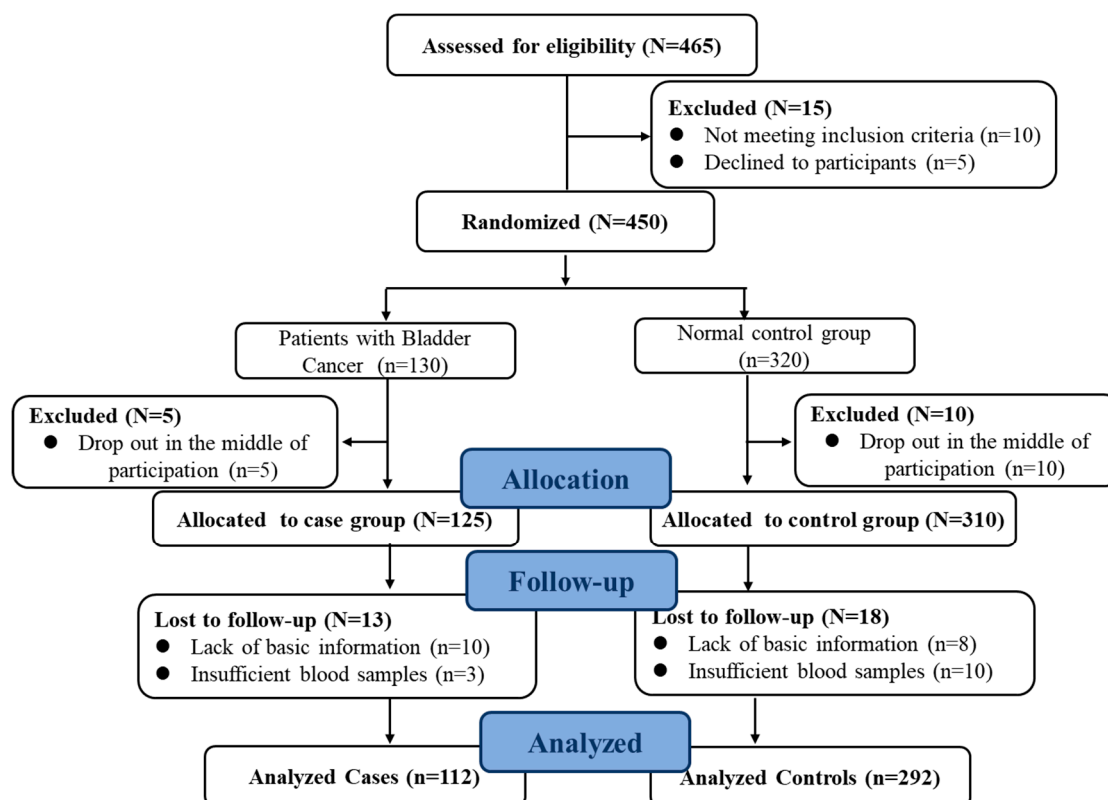 Assessed for eligibility (N=465)
Excluded (N=15)
● Not meeting inclusion criteria (n=10)
● Declined to participants (n=5)
Randomized (N=450)
Patients with Bladder
Cancer (n=130)
Normal control group
(n=320)
Excluded (N=5)
● Drop out in the middle of
participation (n=5)
Excluded (N=10)
● Drop out in the middle of
participation (n=10)
Allocation
Allocated to case group (N=125)
Allocated to control group (N=310)
Follow-up
Lost to follow-up (N=13)
● Lack of basic information (n=10)
● Insufficient blood samples (n=3)
Lost to follow-up (N=18)
● Lack of basic information (n=8)
● Insufficient blood samples (n=10)
Analyzed
Analyzed Cases (n=112)
Analyzed Controls (n=292)